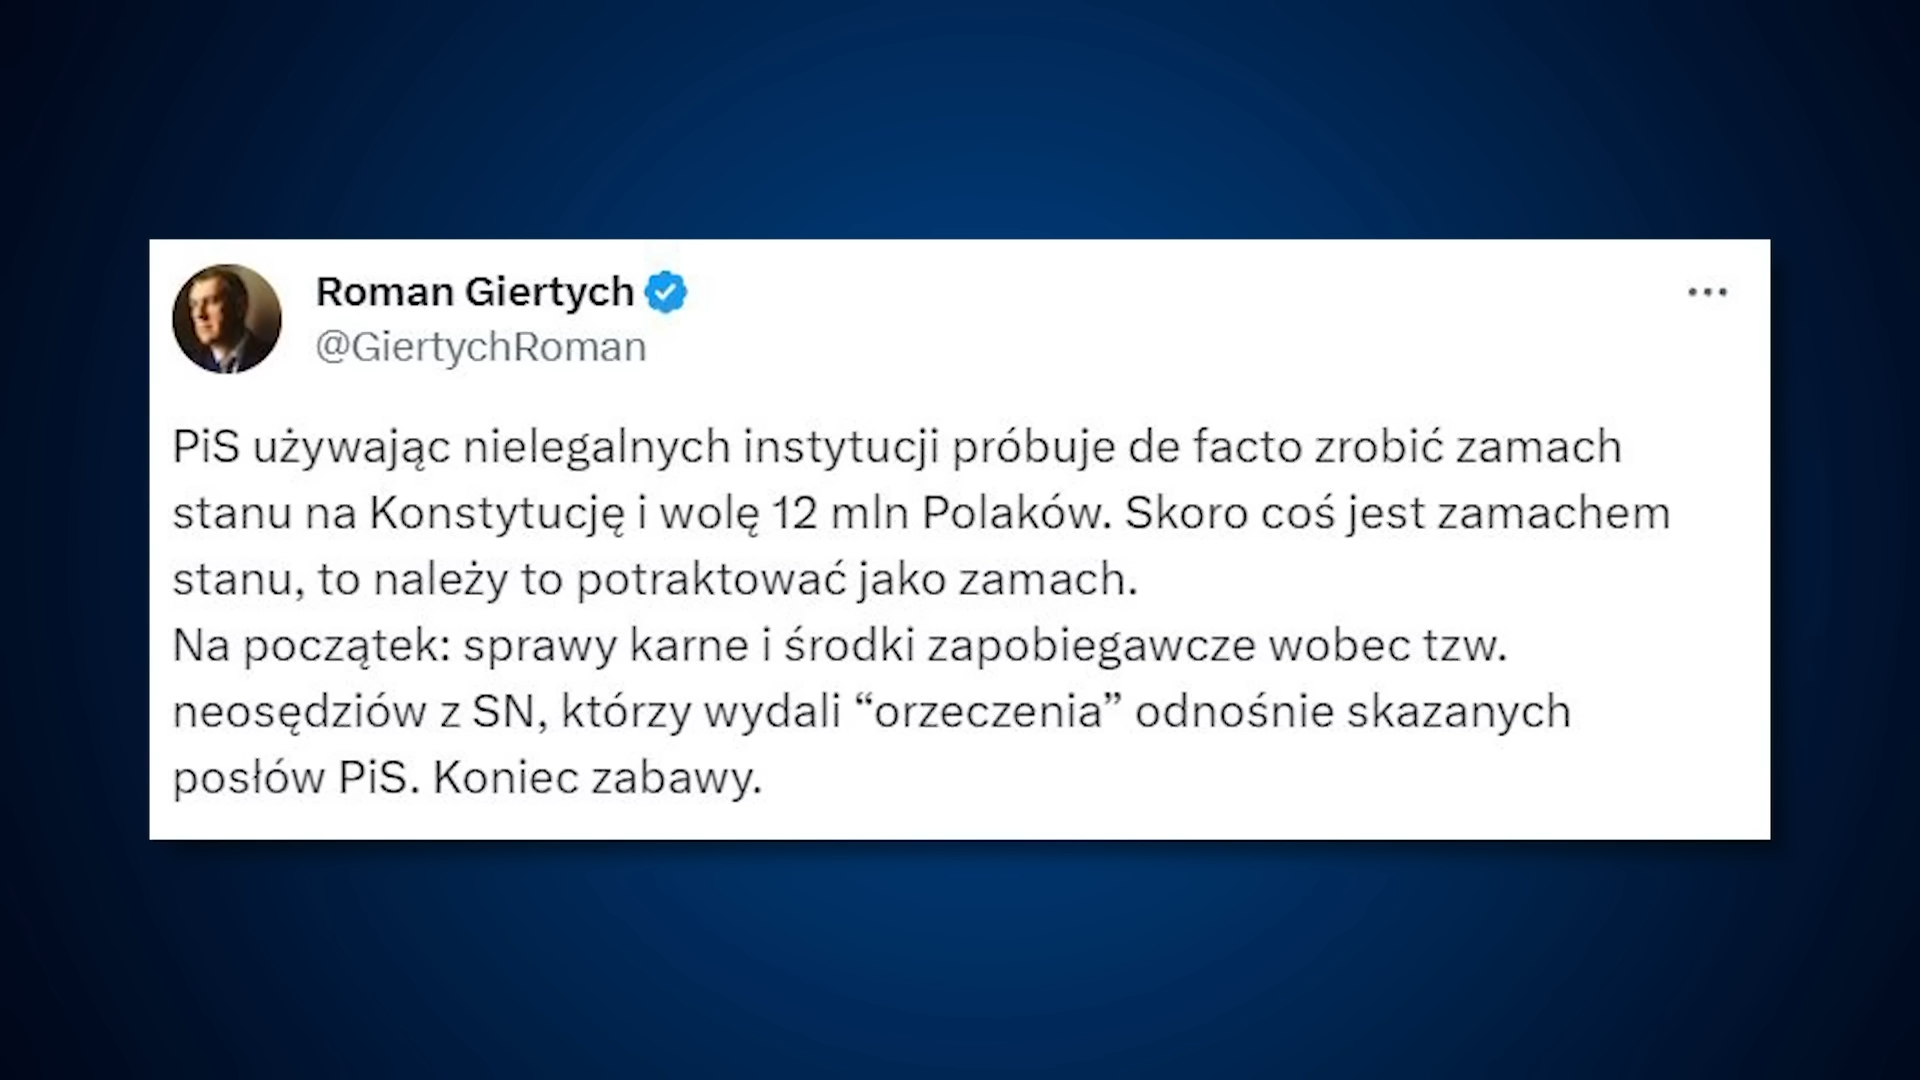 Roman Giertych
@GiertychRoman
PiS używając nielegalnych instytucji próbuje de facto zrobić zamach
stanu na Konstytucję i wolę 12 mln Polaków. Skoro coś jest zamachem
stanu, to należy to potraktować jako zamach.
Na początek: sprawy karne i środki zapobiegawcze wobec tzw.
neosędziów z SN, którzy wydali “orzeczenia” odnośnie skazanych
posłów PiS. Koniec zabawy.